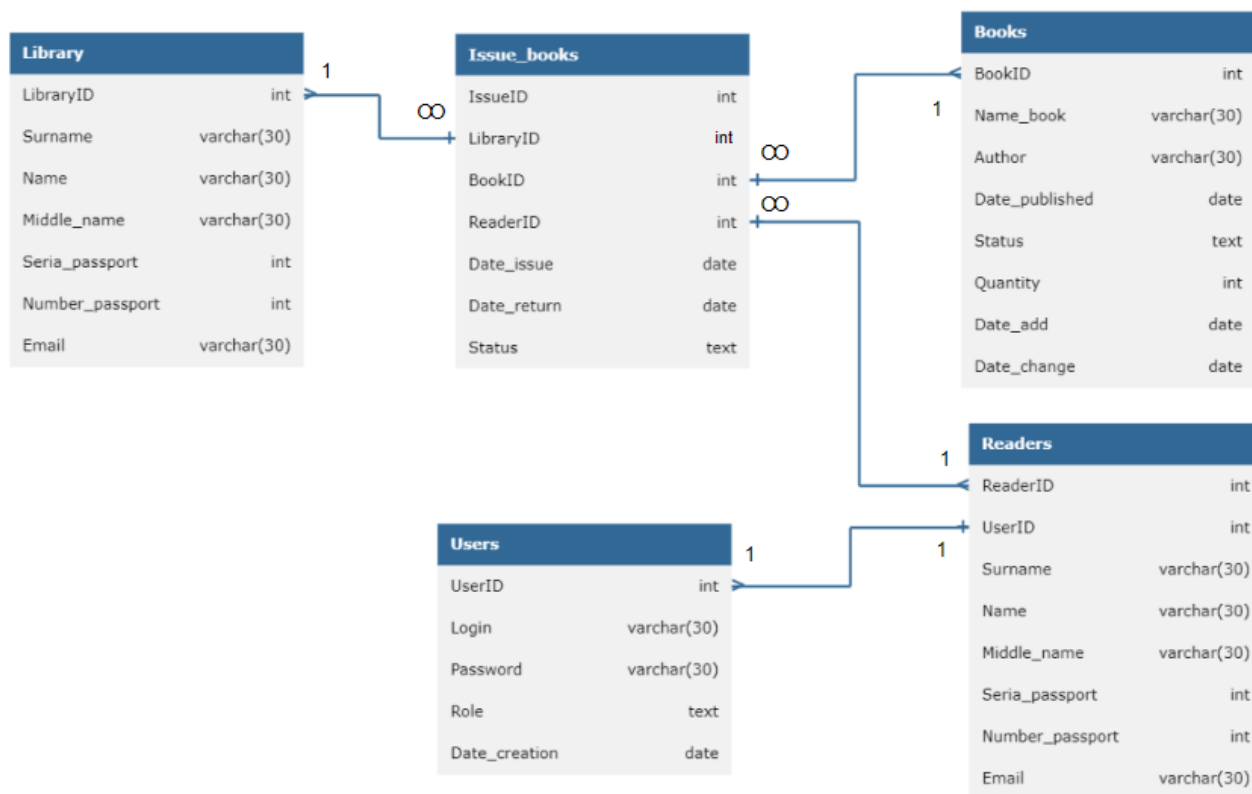 Library
LibraryID int
Surname varchar(30)
Name varchar(30)
Middle_name varchar(30)
Seria_passport int
Number_passport int
Email varchar(30)
1
∞
Issue_books
IssueID int
LibraryID int
BookID int
ReaderID int
Date_issue date
Date_return date
Status text
∞
∞
1
Books
BookID int
Name_book varchar(30)
Author varchar(30)
Date_published date
Status text
Quantity int
Date_add date
Date_change date
Users
UserID int
Login varchar(30)
Password varchar(30)
Role text
Date_creation date
1
1
1
Readers
ReaderID int
UserID int
Surname varchar(30)
Name varchar(30)
Middle_name varchar(30)
Seria_passport int
Number_passport int
Email varchar(30)